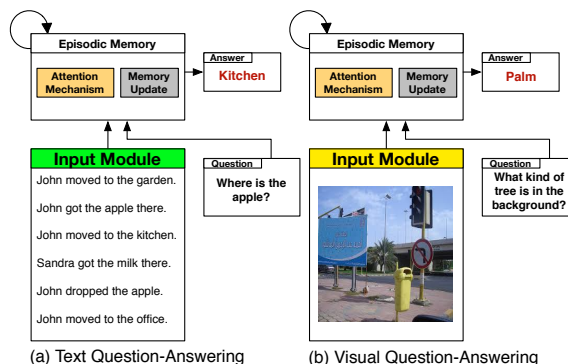 Episodic Memory
Attention
Mechanism
Memory
Update
Answer
Kitchen
Input Module
John moved to the garden.
John got the apple there.
John moved to the kitchen.
Sandra got the milk there.
John dropped the apple.
John moved to the office.
Question
Where is the
apple?
(a) Text Question-Answering
Episodic Memory
Attention
Mechanism
Memory
Update
Answer
Palm
Input Module
Question
What kind of
tree is in the
background?
(b) Visual Question-Answering